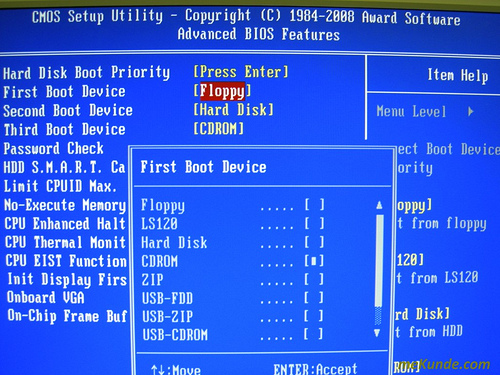 CMOS Setup Utility - Copyright (C) 1984-2008 Award Software
Advanced BIOS Features
Hard Disk Boot Priority [Press Enter]
First Boot Device [Floppy]
Second Boot Device [Hard Disk]
Third Boot Device [CDROM]
Password Check
HDD S.M.A.R.T. Ca
Limit CPUID Max.
No-Execute Memory
CPU Enhanced Halt
CPU Thermal Monit
CPU EIST Function
Init Display Firs
Onboard VGA
On-Chip Frame Buf
First Boot Device
Floppy ..... [ ]
LS120 ..... [ ]
Hard Disk ..... [ ]
CDROM ..... [■]
ZIP ..... [ ]
USB-FDD ..... [ ]
USB-ZIP ..... [ ]
USB-CDROM ..... [ ]
↑↓:Move ENTER:Accept
Item Help
Menu Level ▶
ect Boot Device
ority
oppy]
t from floppy
120]
t from LS120
rd Disk]
t from HDD
ROM]